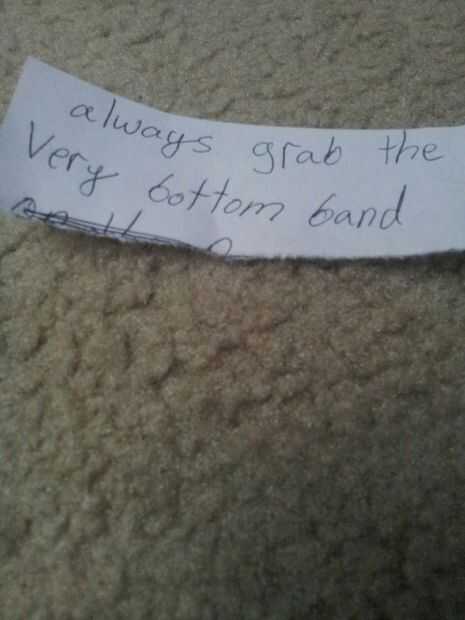 always grab the
Very bottom band